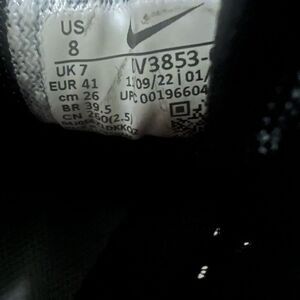 US
8
UK 7
EUR 41
cm 26
BR 39.5
CN 260(2.5)
V3853-
09/22 | 01/
UPC 00196604